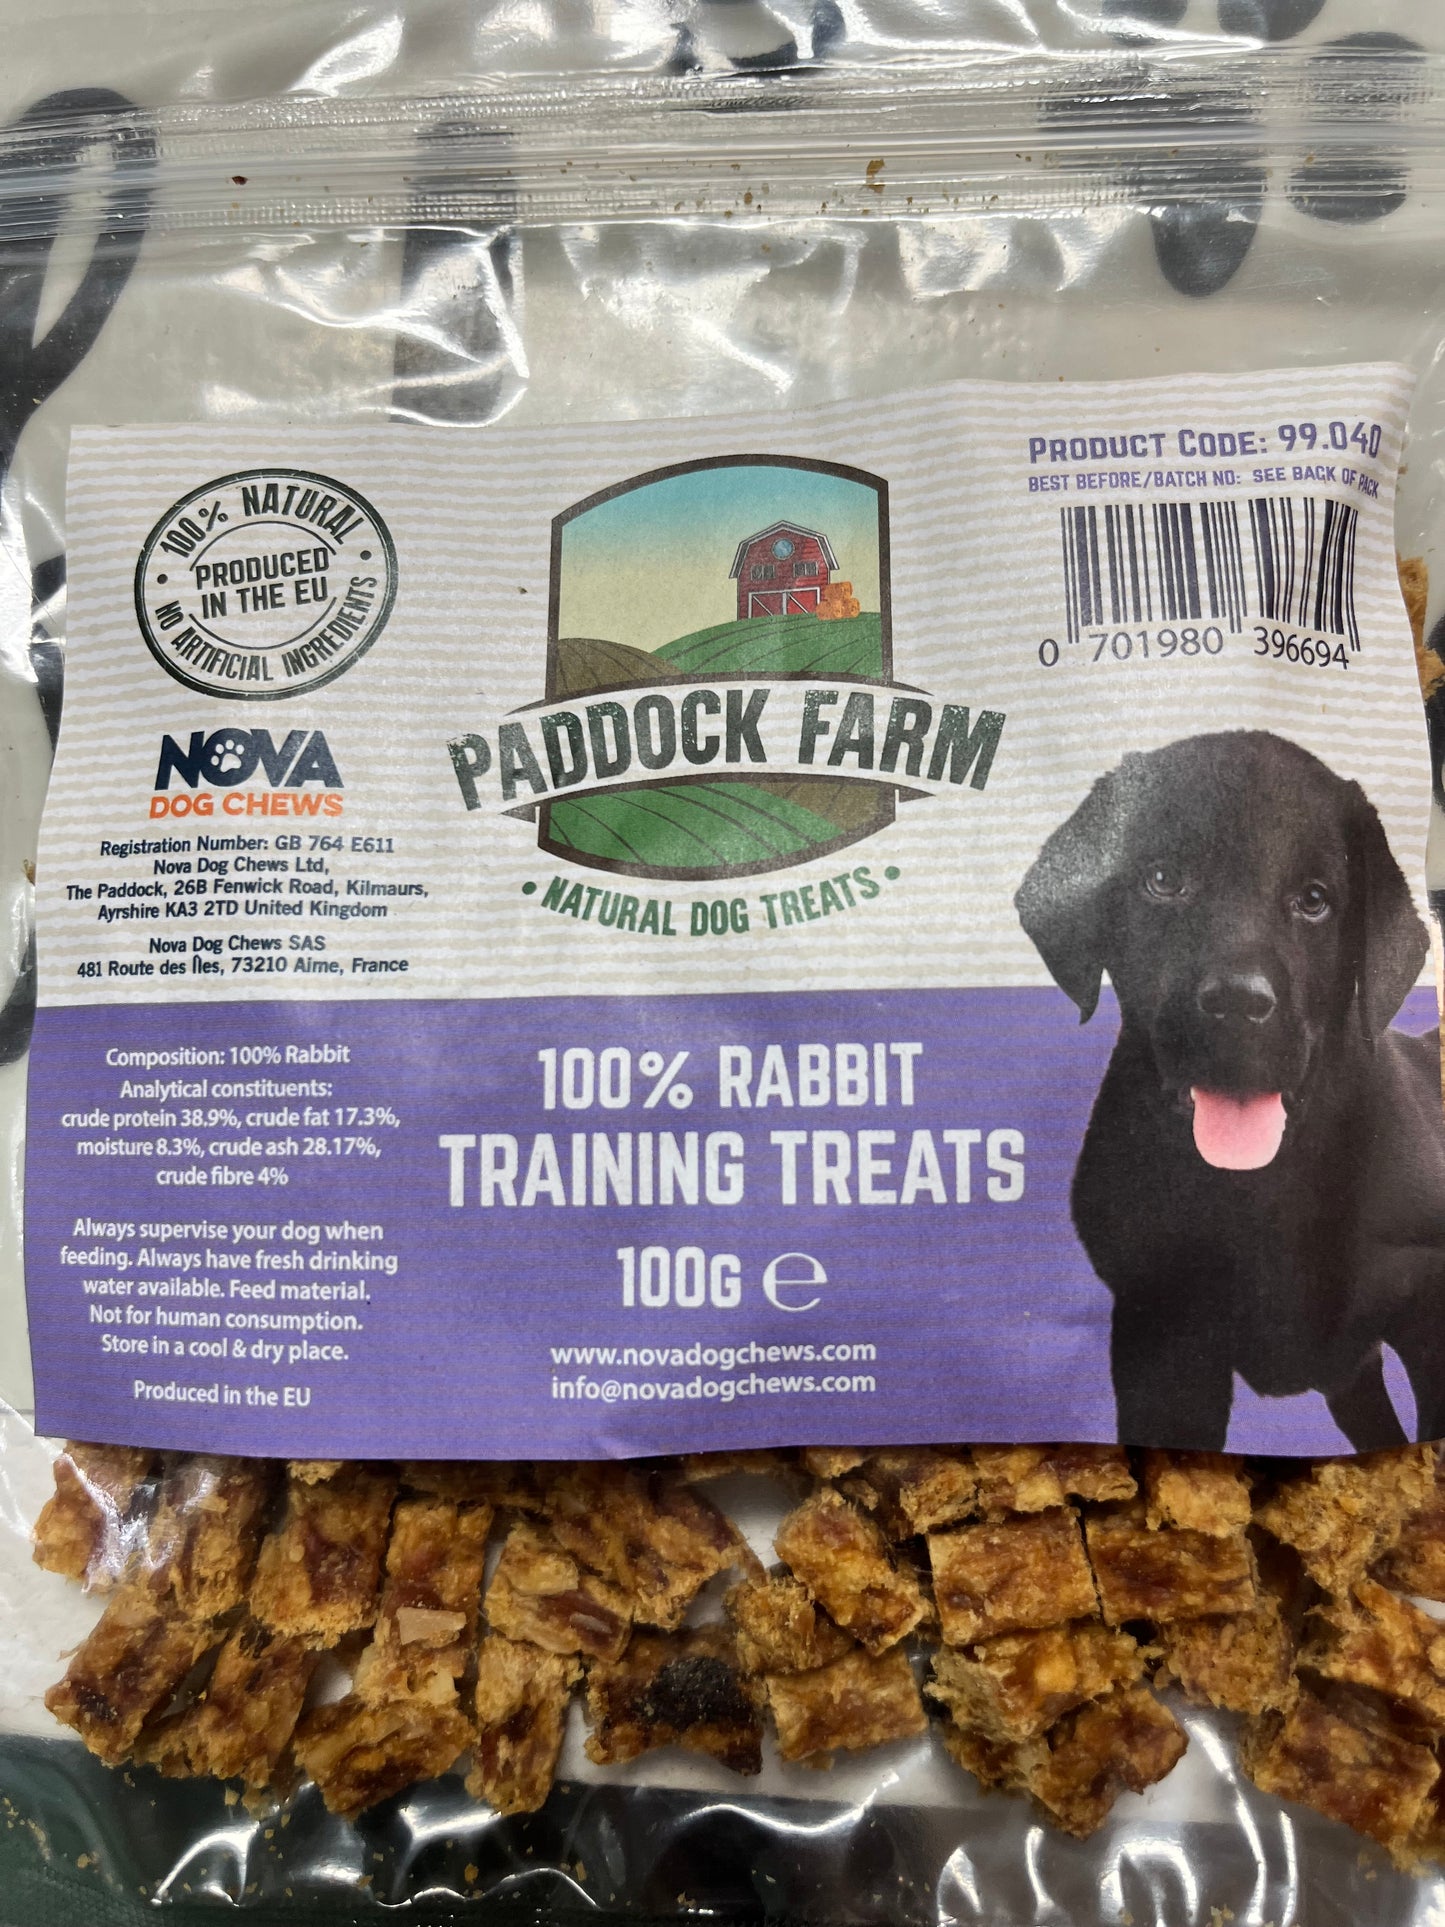 100% NATURAL
PRODUCED
IN THE EU
NO ARTIFICIAL INGREDIENTS
NOVA
DOG CHEWS
Registration Number: GB 764 E611
Nova Dog Chews Ltd,
The Paddock, 26B Fenwick Road, Kilmaurs,
Ayrshire KA3 2TD United Kingdom
Nova Dog Chews SAS
481 Route des Îles, 73210 Aime, France
PADDOCK FARM
• NATURAL DOG TREATS •
PRODUCT CODE: 99.040
BEST BEFORE/BATCH NO: SEE BACK OF PACK
0 701980 396694
Composition: 100% Rabbit
Analytical constituents:
crude protein 38.9%, crude fat 17.3%,
moisture 8.3%, crude ash 28.17%,
crude fibre 4%
Always supervise your dog when
feeding. Always have fresh drinking
water available. Feed material.
Not for human consumption.
Store in a cool & dry place.
Produced in the EU
100% RABBIT
TRAINING TREATS
100G ℮
www.novadogchews.com
info@novadogchews.com